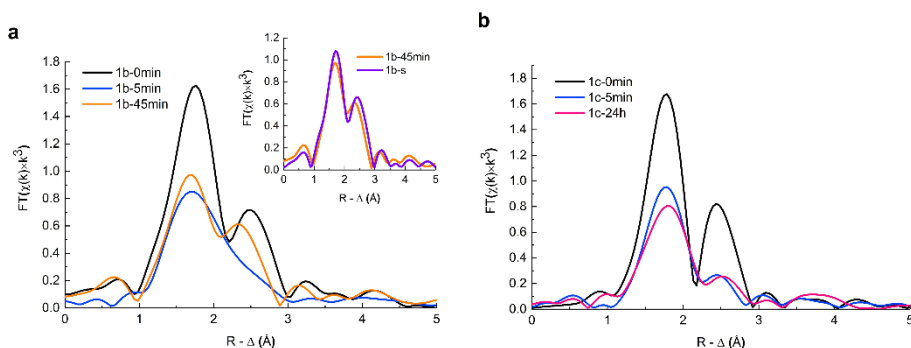 a
FT(χ(k)×k³)
1.8
1.6
1.4
1.2
1.0
0.8
0.6
0.4
0.2
0.0
0 1 2 3 4 5
R - Δ (Å)
1b-0min
1b-5min
1b-45min
FT(χ(k)×k³)
1.2
1.0
0.8
0.6
0.4
0.2
0.0
0 1 2 3 4 5
R - Δ (Å)
1b-45min
1b-s
b
FT(χ(k)×k³)
1.8
1.6
1.4
1.2
1.0
0.8
0.6
0.4
0.2
0.0
0 1 2 3 4 5
R - Δ (Å)
1c-0min
1c-5min
1c-24h